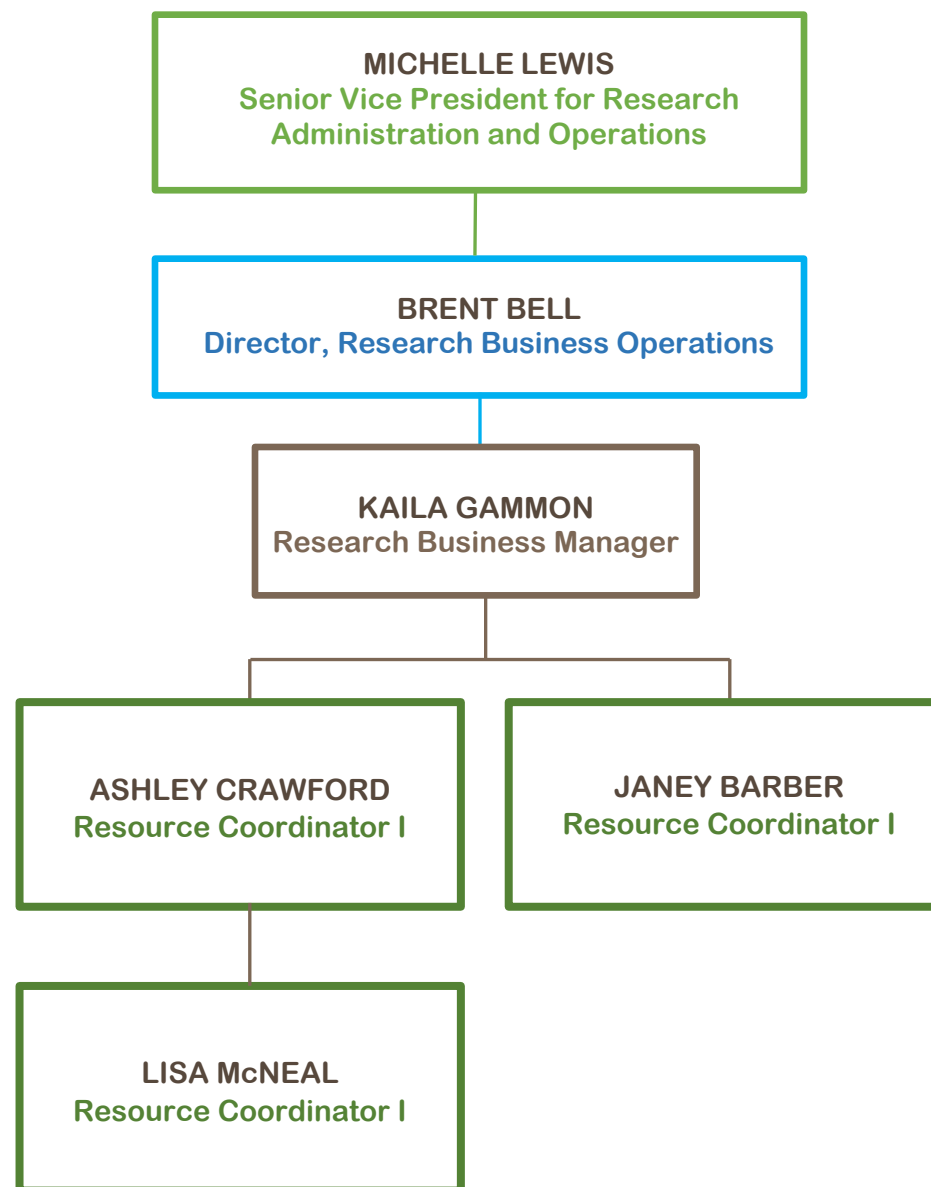 MICHELLE LEWIS
Senior Vice President for Research
Administration and Operations
BRENT BELL
Director, Research Business Operations
KAILA GAMMON
Research Business Manager
ASHLEY CRAWFORD
Resource Coordinator I
JANEY BARBER
Resource Coordinator I
LISA McNEAL
Resource Coordinator I